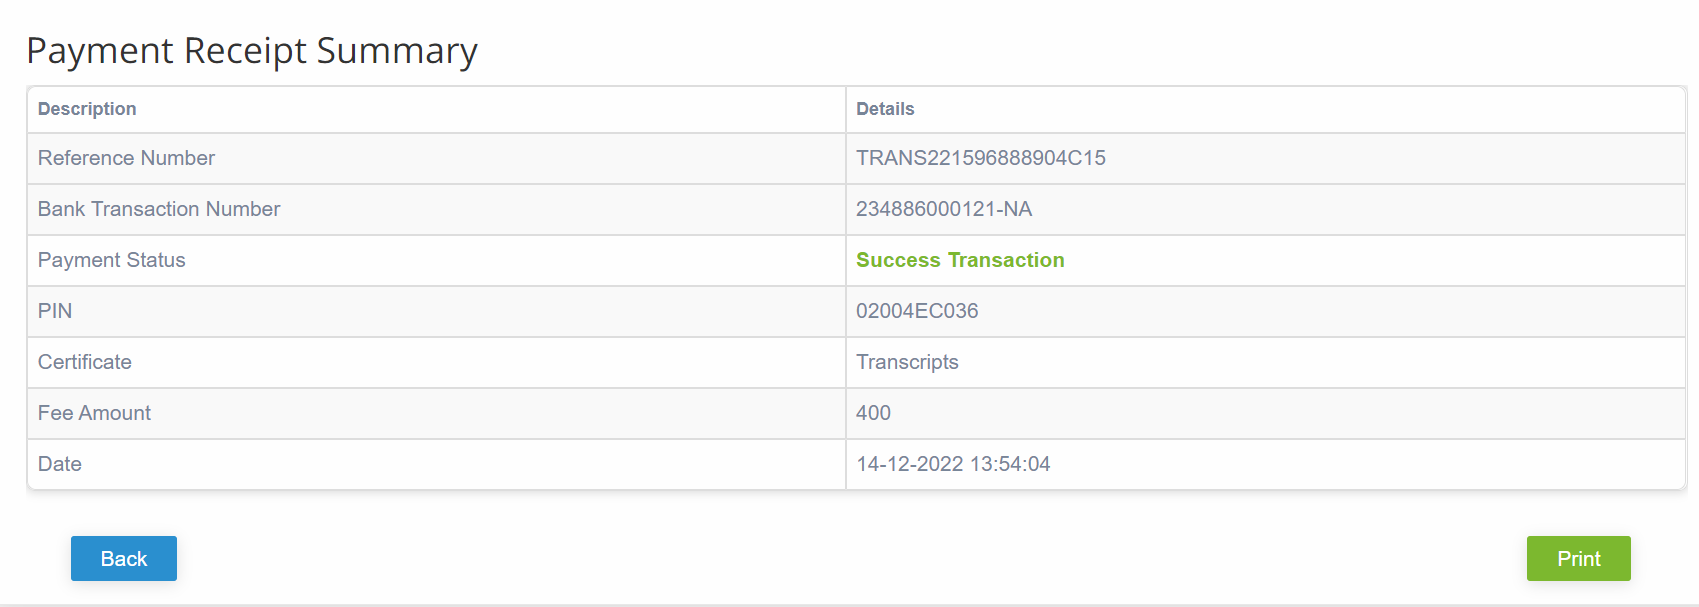 Payment Receipt Summary
Description Details
Reference Number TRANS221596888904C15
Bank Transaction Number 234886000121-NA
Payment Status Success Transaction
PIN 02004EC036
Certificate Transcripts
Fee Amount 400
Date 14-12-2022 13:54:04
Back Print